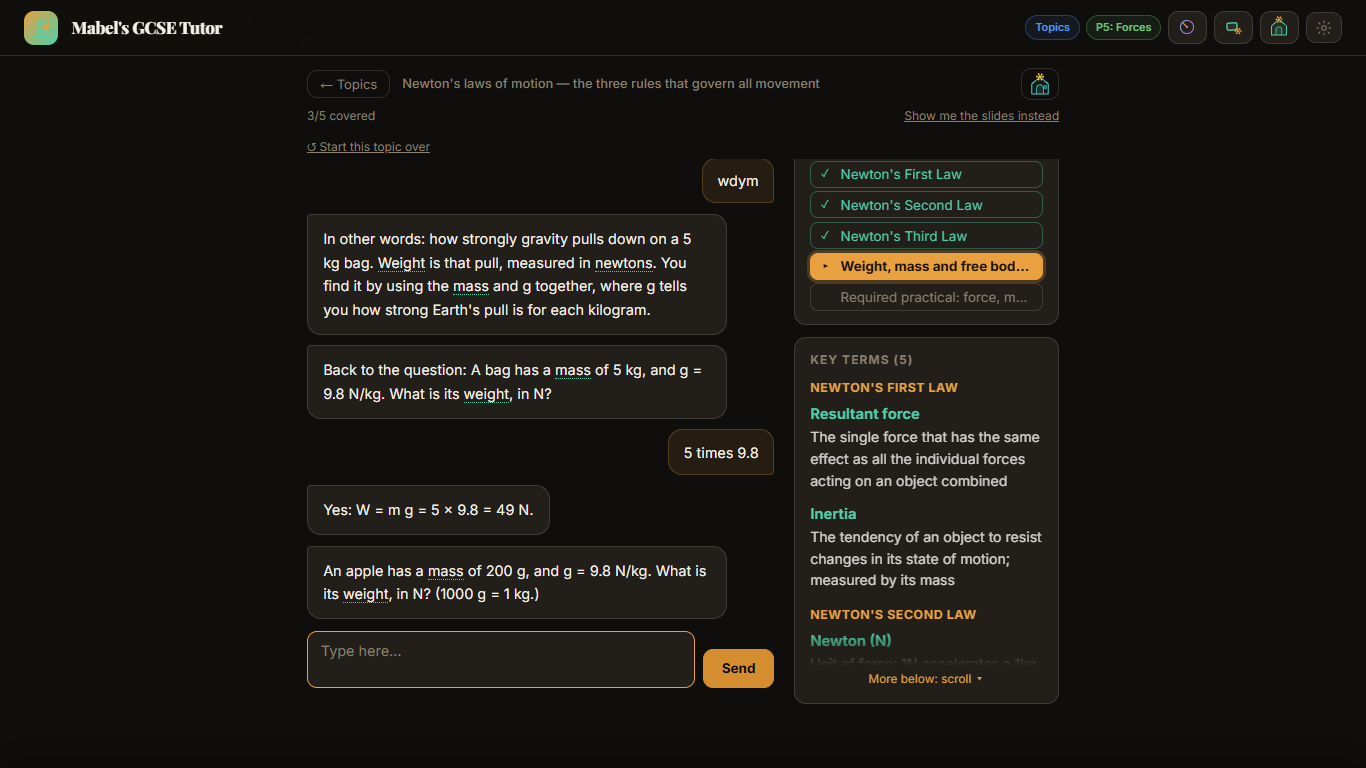 Mabel's GCSE Tutor
Topics
P5: Forces
← Topics
Newton's laws of motion — the three rules that govern all movement
3/5 covered
Show me the slides instead
↺ Start this topic over
wdym
In other words: how strongly gravity pulls down on a 5
kg bag. Weight is that pull, measured in newtons. You
find it by using the mass and g together, where g tells
you how strong Earth's pull is for each kilogram.
Back to the question: A bag has a mass of 5 kg, and g =
9.8 N/kg. What is its weight, in N?
5 times 9.8
Yes: W = m g = 5 × 9.8 = 49 N.
An apple has a mass of 200 g, and g = 9.8 N/kg. What is
its weight, in N? (1000 g = 1 kg.)
Type here...
Send
✓ Newton's First Law
✓ Newton's Second Law
✓ Newton's Third Law
▸ Weight, mass and free bod...
Required practical: force, m...
KEY TERMS (5)
NEWTON'S FIRST LAW
Resultant force
The single force that has the same
effect as all the individual forces
acting on an object combined
Inertia
The tendency of an object to resist
changes in its state of motion;
measured by its mass
NEWTON'S SECOND LAW
Newton (N)
Unit of force; 1N accelerates a 1kg
More below: scroll ▾